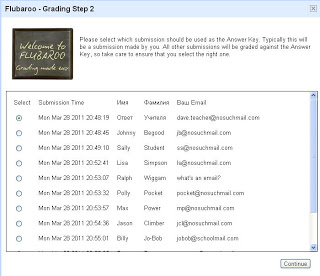 Flubaroo - Grading Step 2
Welcome to
FLUBAROO
Grading made easy
Please select which submission should be used as the Answer Key. Typically this will
be a submission made by you. All other submissions will be graded against the Answer
Key, so take care to ensure that you select the right one.
Select Submission Time Имя Фамилия Ваш Email
Mon Mar 28 2011 20:48:19 Ответ Учителя dave.teacher@nosuchmail.com
Mon Mar 28 2011 20:48:45 Johnny Begood jb@nosuchmail.com
Mon Mar 28 2011 20:49:10 Sally Student ss@nosuchmail.com
Mon Mar 28 2011 20:52:41 Lisa Simpson ls@nosuchmail.com
Mon Mar 28 2011 20:53:07 Ralph Wiggam what's an email?
Mon Mar 28 2011 20:53:32 Polly Pocket pocket@nosuchmail.com
Mon Mar 28 2011 20:53:57 Max Power mp@nosuchmail.com
Mon Mar 28 2011 20:54:36 Jason Climber jcl@nosuchmail.com
Mon Mar 28 2011 20:55:01 Billy Jo-Bob jobob@schoolmail.com
Continue